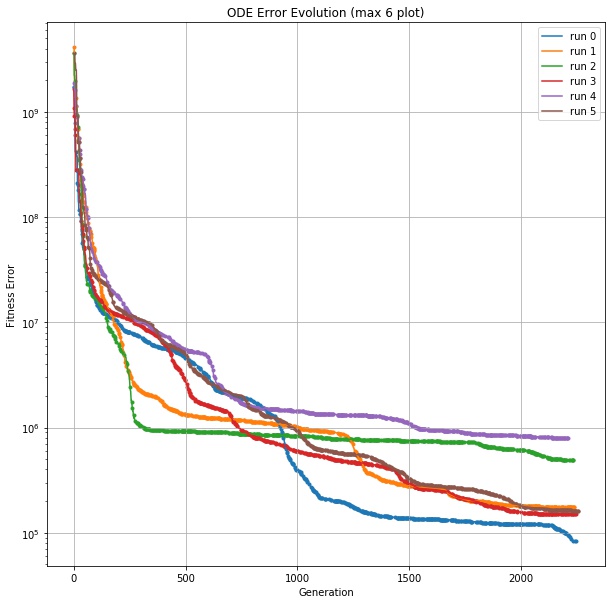 ODE Error Evolution (max 6 plot)
run 0
run 1
run 2
run 3
run 4
run 5
Fitness Error
10⁹
10⁸
10⁷
10⁶
10⁵
0 500 1000 1500 2000
Generation